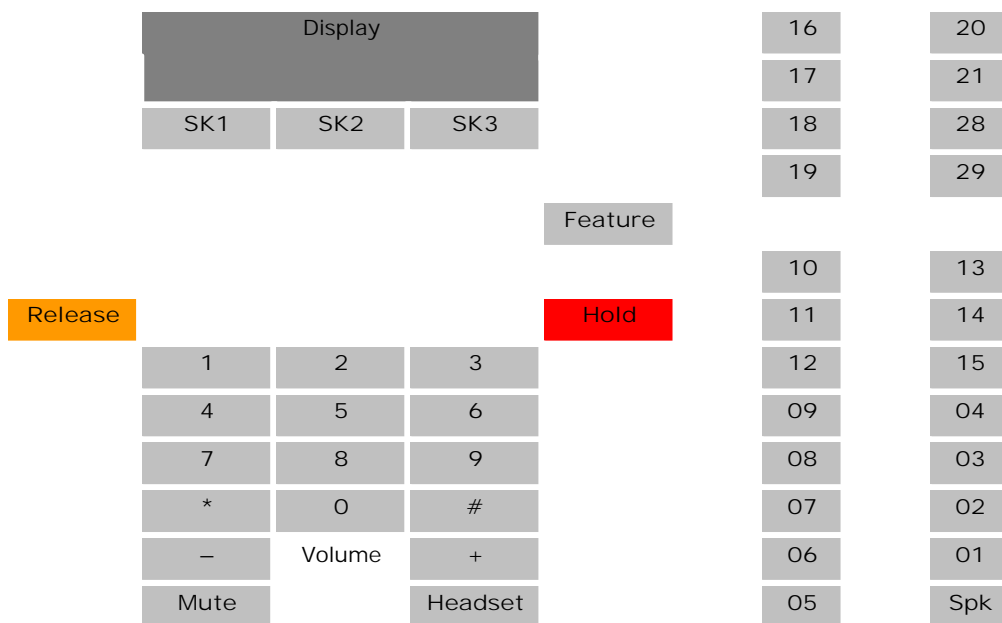 Display 16 20
17 21
SK1 SK2 SK3 18 28
19 29
Feature
10 13
Release Hold 11 14
1 2 3 12 15
4 5 6 09 04
7 8 9 08 03
* 0 # 07 02
– Volume + 06 01
Mute Headset 05 Spk